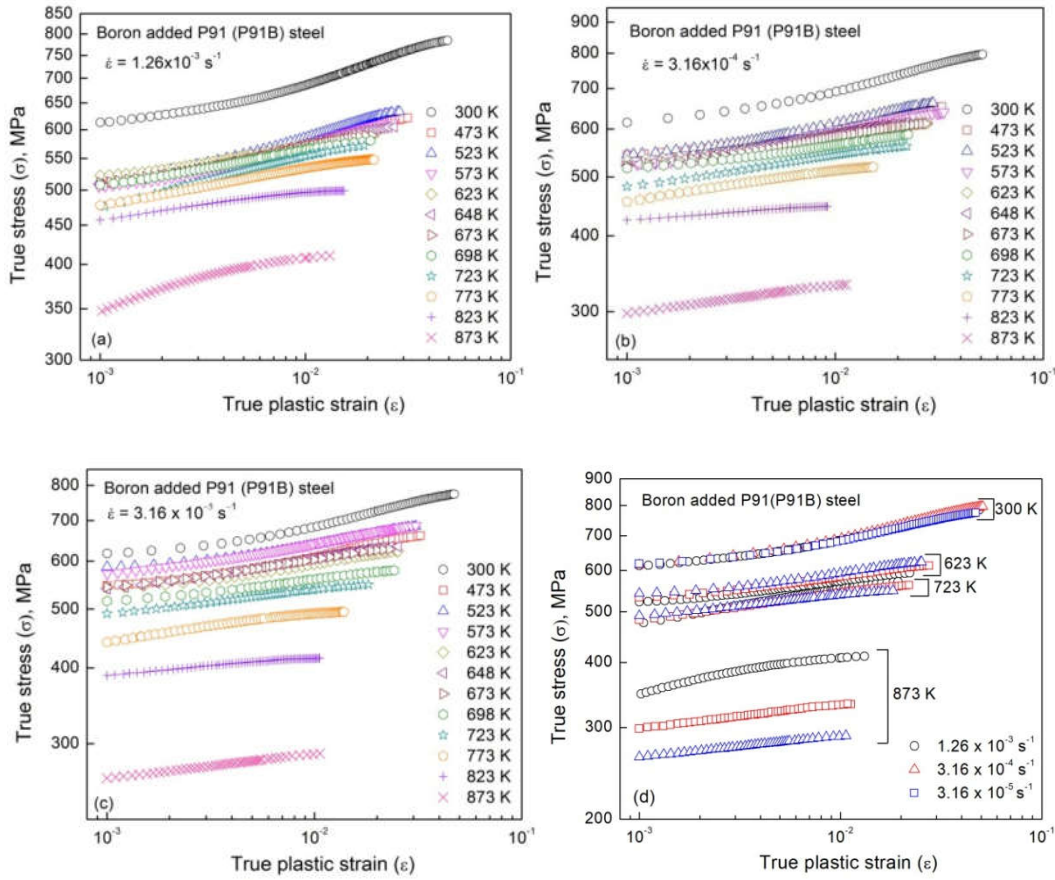 Boron added P91 (P91B) steel
ε̇ = 1.26x10⁻³ s⁻¹
850
800
750
700
650
600
550
500
450
400
350
300
True stress (σ), MPa
300 K
473 K
523 K
573 K
623 K
648 K
673 K
698 K
723 K
773 K
823 K
873 K
(a)
10⁻³
10⁻²
10⁻¹
True plastic strain (ε)
Boron added P91 (P91B) steel
ε̇ = 3.16x10⁻⁴ s⁻¹
900
800
700
600
500
400
300
True stress (σ), MPa
300 K
473 K
523 K
573 K
623 K
648 K
673 K
698 K
723 K
773 K
823 K
873 K
(b)
10⁻³
10⁻²
10⁻¹
True plastic strain (ε)
Boron added P91 (P91B) steel
ε̇ = 3.16 x 10⁻⁵ s⁻¹
800
700
600
500
400
300
True stress (σ), MPa
300 K
473 K
523 K
573 K
623 K
648 K
673 K
698 K
723 K
773 K
823 K
873 K
(c)
10⁻³
10⁻²
10⁻¹
True plastic strain (ε)
Boron added P91(P91B) steel
900
800
700
600
500
400
300
200
True stress (σ), MPa
300 K
623 K
723 K
873 K
1.26 x 10⁻³ s⁻¹
3.16 x 10⁻⁴ s⁻¹
3.16 x 10⁻⁵ s⁻¹
(d)
10⁻³
10⁻²
10⁻¹
True plastic strain (ε)